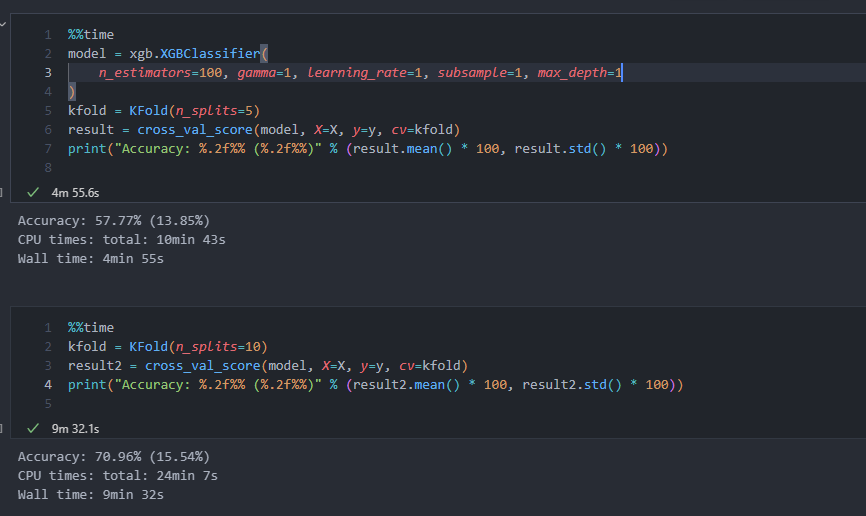 1 %%time
2 model = xgb.XGBClassifier(
3 n_estimators=100, gamma=1, learning_rate=1, subsample=1, max_depth=1
4 )
5 kfold = KFold(n_splits=5)
6 result = cross_val_score(model, X=X, y=y, cv=kfold)
7 print("Accuracy: %.2f%% (%.2f%%)" % (result.mean() * 100, result.std() * 100))
8
] ✓ 4m 55.6s
Accuracy: 57.77% (13.85%)
CPU times: total: 10min 43s
Wall time: 4min 55s
1 %%time
2 kfold = KFold(n_splits=10)
3 result2 = cross_val_score(model, X=X, y=y, cv=kfold)
4 print("Accuracy: %.2f%% (%.2f%%)" % (result2.mean() * 100, result2.std() * 100))
5
] ✓ 9m 32.1s
Accuracy: 70.96% (15.54%)
CPU times: total: 24min 7s
Wall time: 9min 32s